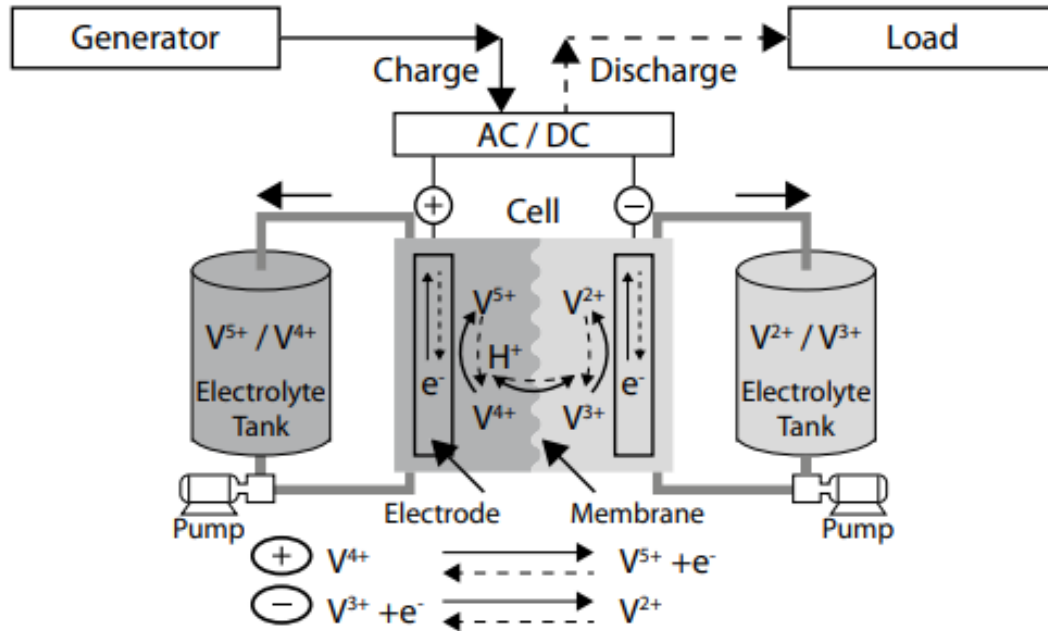 Generator
Load
Charge
Discharge
AC / DC
+
Cell
−
V⁵⁺ / V⁴⁺
Electrolyte
Tank
V⁵⁺
V²⁺
H⁺
e⁻
e⁻
V⁴⁺
V³⁺
V²⁺ / V³⁺
Electrolyte
Tank
Pump
Electrode
Membrane
Pump
+ V⁴⁺ V⁵⁺ +e⁻
− V³⁺ +e⁻ V²⁺